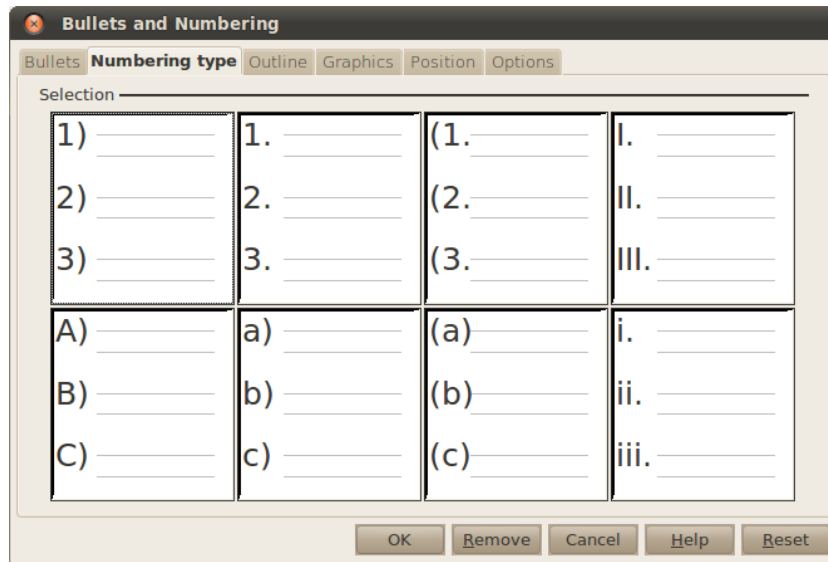 Bullets and Numbering
Bullets Numbering type Outline Graphics Position Options
Selection
1) 1. (1. I.
2) 2. (2. II.
3) 3. (3. III.
A) a) (a) i.
B) b) (b) ii.
C) c) (c) iii.
OK Remove Cancel Help Reset